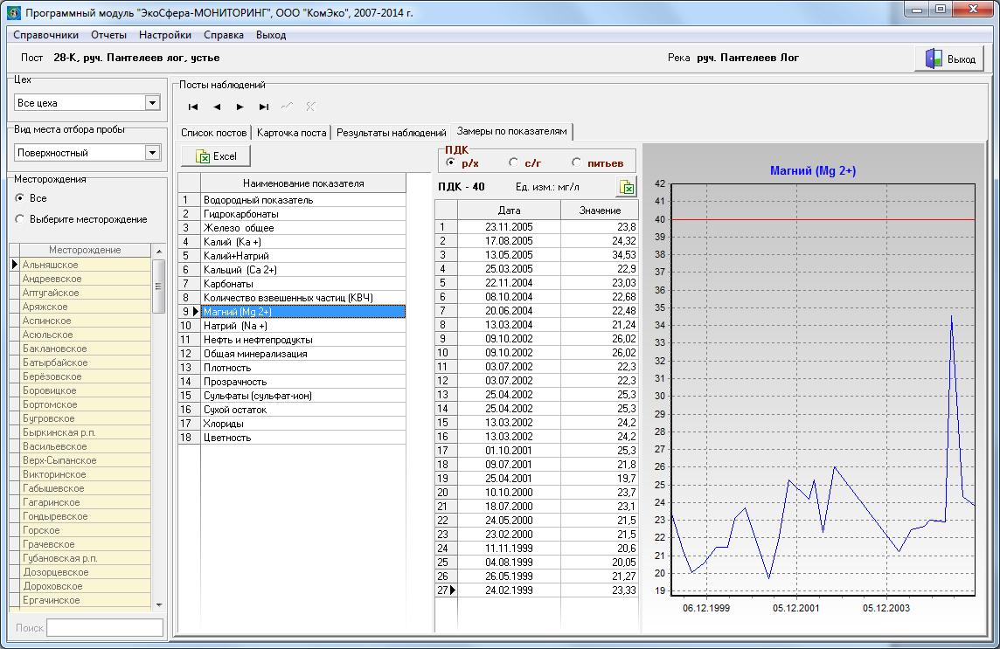 Программный модуль "ЭкоСфера-МОНИТОРИНГ", ООО "КомЭко", 2007-2014 г.
Справочники Отчеты Настройки Справка Выход
Пост 28-К, руч. Пантелеев лог, устье Река руч. Пантелеев Лог Выход
Цех
Все цеха
Вид места отбора пробы
Поверхностный
Месторождения
Все
Выберите месторождение
Месторождение
Альняшское
Андреевское
Аптугайское
Аряжское
Аспинское
Асюльское
Баклановское
Батырбайское
Берёзовское
Боровицкое
Бортомское
Бугровское
Быркинская р.п.
Васильевское
Верх-Сыпанское
Викторинское
Габышевское
Гагаринское
Гондыревское
Горское
Грачевское
Губановская р.п.
Дозорцевское
Дороховское
Ергачинское
Поиск
Посты наблюдений
Список постов Карточка поста Результаты наблюдений Замеры по показателям
Excel
Наименование показателя
1 Водородный показатель
2 Гидрокарбонаты
3 Железо общее
4 Калий (Ка +)
5 Калий+Натрий
6 Кальций (Ca 2+)
7 Карбонаты
8 Количество взвешенных частиц (КВЧ)
9 Магний (Mg 2+)
10 Натрий (Na +)
11 Нефть и нефтепродукты
12 Общая минерализация
13 Плотность
14 Прозрачность
15 Сульфаты (сульфат-ион)
16 Сухой остаток
17 Хлориды
18 Цветность
ПДК
р/х с/г питьев
ПДК - 40 Ед. изм.: мг/л
Дата Значение
1 23.11.2005 23,8
2 17.08.2005 24,32
3 13.05.2005 34,53
4 25.03.2005 22,9
5 22.11.2004 23,03
6 08.10.2004 22,68
7 20.06.2004 22,48
8 13.03.2004 21,24
9 09.10.2002 26,02
10 09.10.2002 26,02
11 03.07.2002 22,3
12 03.07.2002 22,3
13 25.04.2002 25,3
14 25.04.2002 25,3
15 13.03.2002 24,2
16 13.03.2002 24,2
17 01.10.2001 25,3
18 09.07.2001 21,8
19 25.04.2001 19,7
20 10.10.2000 23,7
21 18.07.2000 23,1
22 24.05.2000 21,5
23 23.02.2000 21,5
24 11.11.1999 20,6
25 04.08.1999 20,05
26 26.05.1999 21,27
27 24.02.1999 23,33
Магний (Mg 2+)
42
41
40
39
38
37
36
35
34
33
32
31
30
29
28
27
26
25
24
23
22
21
20
19
06.12.1999 05.12.2001 05.12.2003